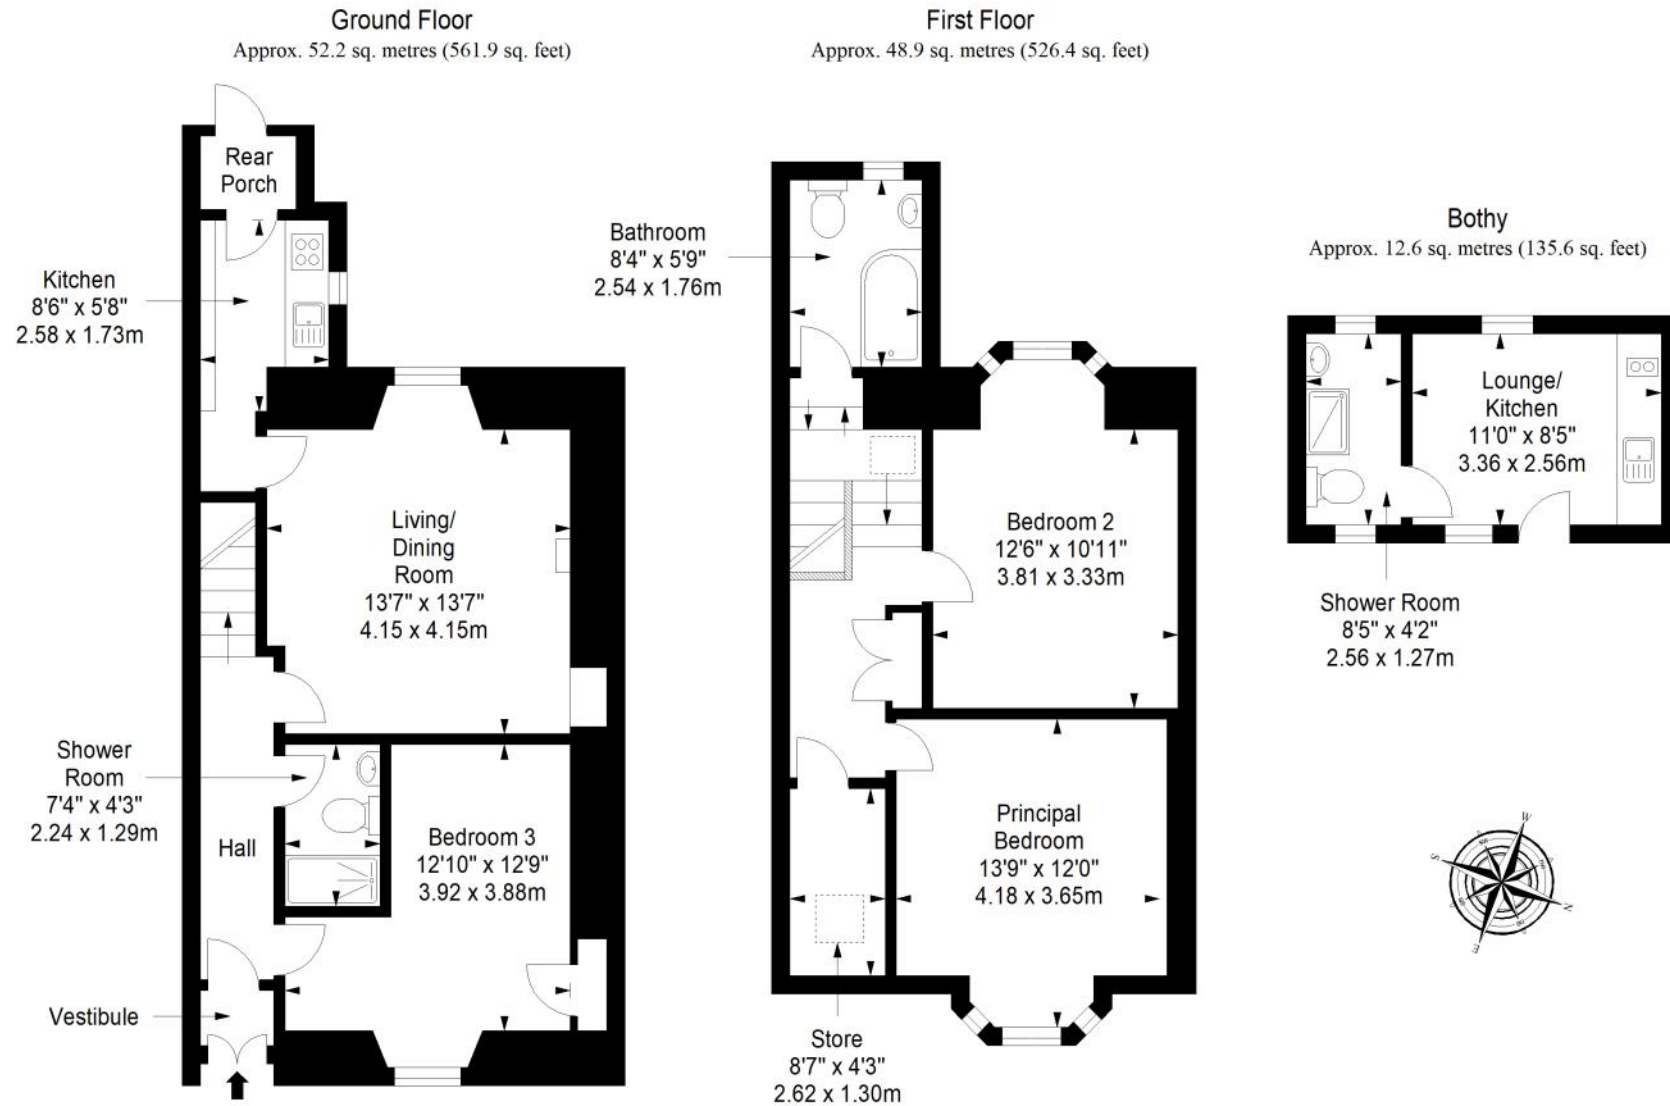 Ground Floor
Approx. 52.2 sq. metres (561.9 sq. feet)
Rear
Porch
Kitchen
8'6" x 5'8"
2.58 x 1.73m
Living/
Dining
Room
13'7" x 13'7"
4.15 x 4.15m
Shower
Room
7'4" x 4'3"
2.24 x 1.29m
Hall
Bedroom 3
12'10" x 12'9"
3.92 x 3.88m
Vestibule
First Floor
Approx. 48.9 sq. metres (526.4 sq. feet)
Bathroom
8'4" x 5'9"
2.54 x 1.76m
Bedroom 2
12'6" x 10'11"
3.81 x 3.33m
Principal
Bedroom
13'9" x 12'0"
4.18 x 3.65m
Store
8'7" x 4'3"
2.62 x 1.30m
Bothy
Approx. 12.6 sq. metres (135.6 sq. feet)
Lounge/
Kitchen
11'0" x 8'5"
3.36 x 2.56m
Shower Room
8'5" x 4'2"
2.56 x 1.27m
W
S
N
E